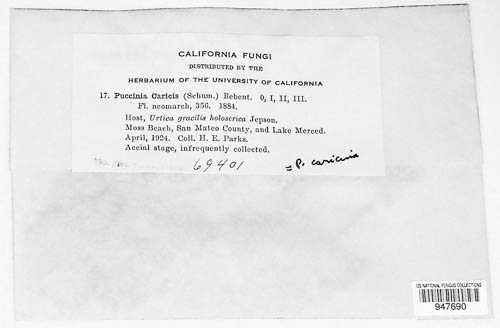 CALIFORNIA FUNGI
DISTRIBUTED BY THE
HERBARIUM OF THE UNIVERSITY OF CALIFORNIA
17. Puccinia Caricis (Schum.) Rebent. 0, I, II, III.
Fl. neomarch, 356. 1884.
Host, Urtica gracilis holoserica Jepson.
Moss Beach, San Mateo County, and Lake Merced.
April, 1924. Coll. H. E. Parks.
Aecial stage, infrequently collected.
69401
= P. caricina
US NATIONAL FUNGUS COLLECTIONS
947690